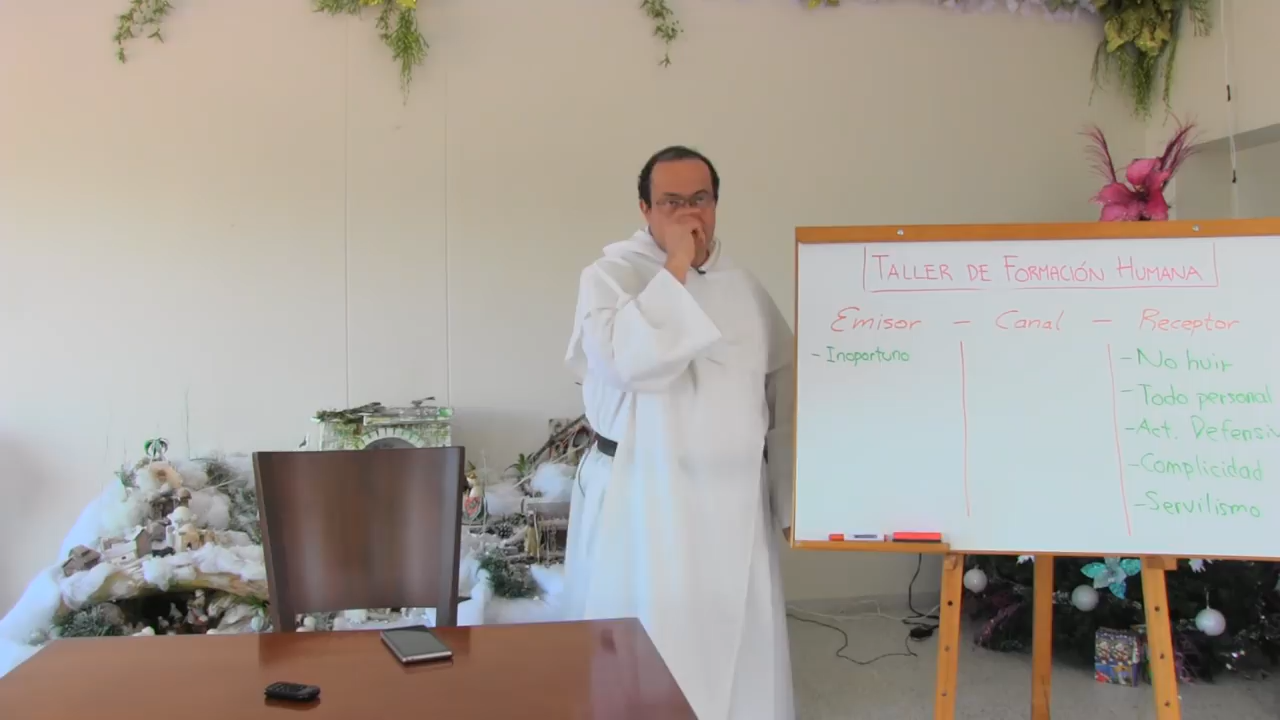 TALLER DE FORMACIÓN HUMANA
Emisor - Canal - Receptor
- Inoportuno
- No huir
- Todo personal
- Act. Defensiv
- Complicidad
- Servilismo